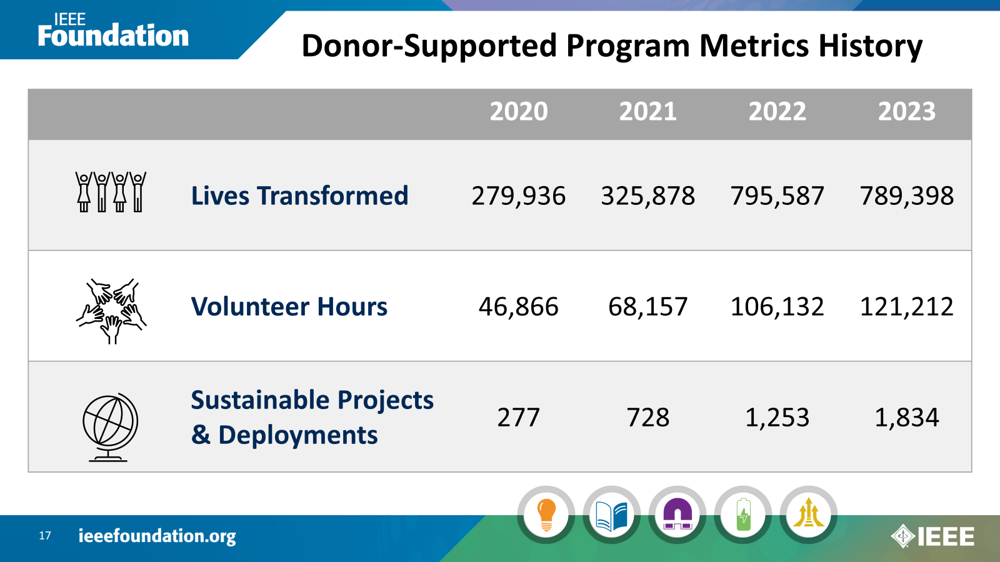 IEEE
Foundation
Donor-Supported Program Metrics History
2020 2021 2022 2023
Lives Transformed 279,936 325,878 795,587 789,398
Volunteer Hours 46,866 68,157 106,132 121,212
Sustainable Projects
& Deployments 277 728 1,253 1,834
17 ieeefoundation.org
IEEE